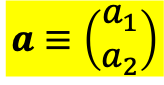 a ≡ (a₁
a₂)